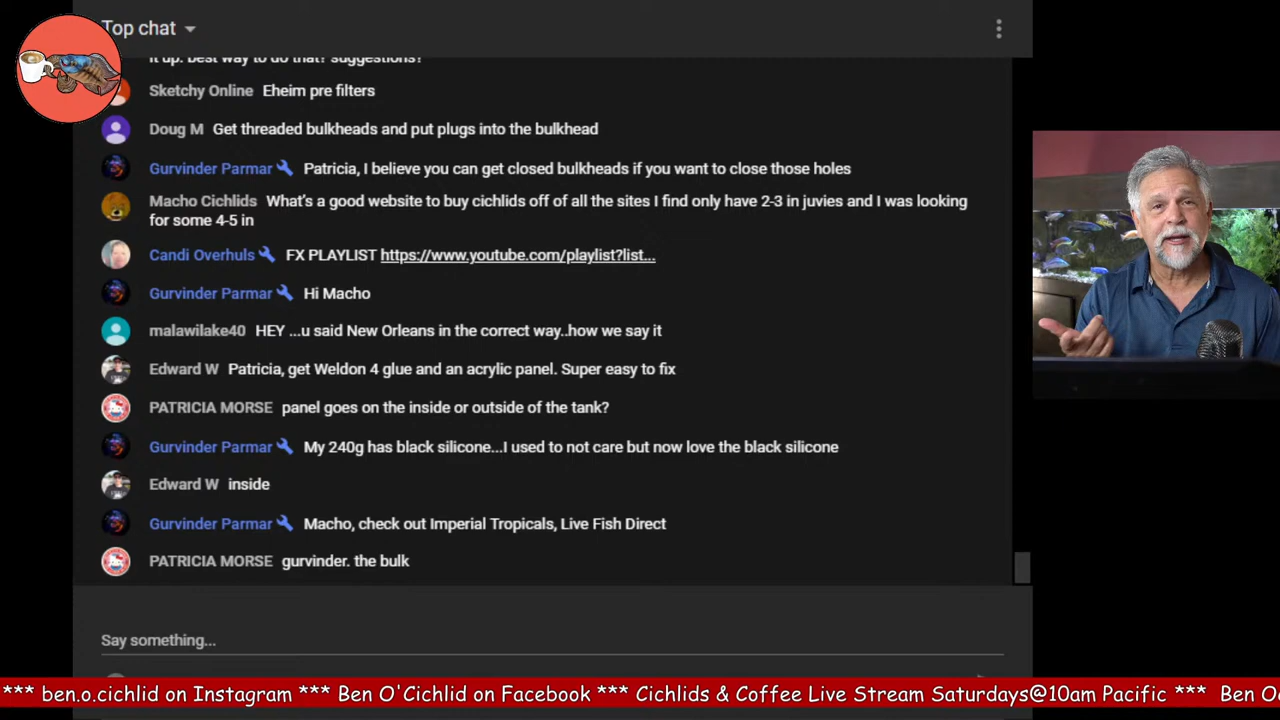 Top chat
it up. best way to do that? suggestions?
Sketchy Online Eheim pre filters
Doug M Get threaded bulkheads and put plugs into the bulkhead
Gurvinder Parmar Patricia, I believe you can get closed bulkheads if you want to close those holes
Macho Cichlids What's a good website to buy cichlids off of all the sites I find only have 2-3 in juvies and I was looking
for some 4-5 in
Candi Overhuls FX PLAYLIST https://www.youtube.com/playlist?list...
Gurvinder Parmar Hi Macho
malawilake40 HEY ...u said New Orleans in the correct way..how we say it
Edward W Patricia, get Weldon 4 glue and an acrylic panel. Super easy to fix
PATRICIA MORSE panel goes on the inside or outside of the tank?
Gurvinder Parmar My 240g has black silicone...I used to not care but now love the black silicone
Edward W inside
Gurvinder Parmar Macho, check out Imperial Tropicals, Live Fish Direct
PATRICIA MORSE gurvinder. the bulk
Say something...
*** ben.o.cichlid on Instagram *** Ben O'Cichlid on Facebook *** Cichlids & Coffee Live Stream Saturdays@10am Pacific *** Ben